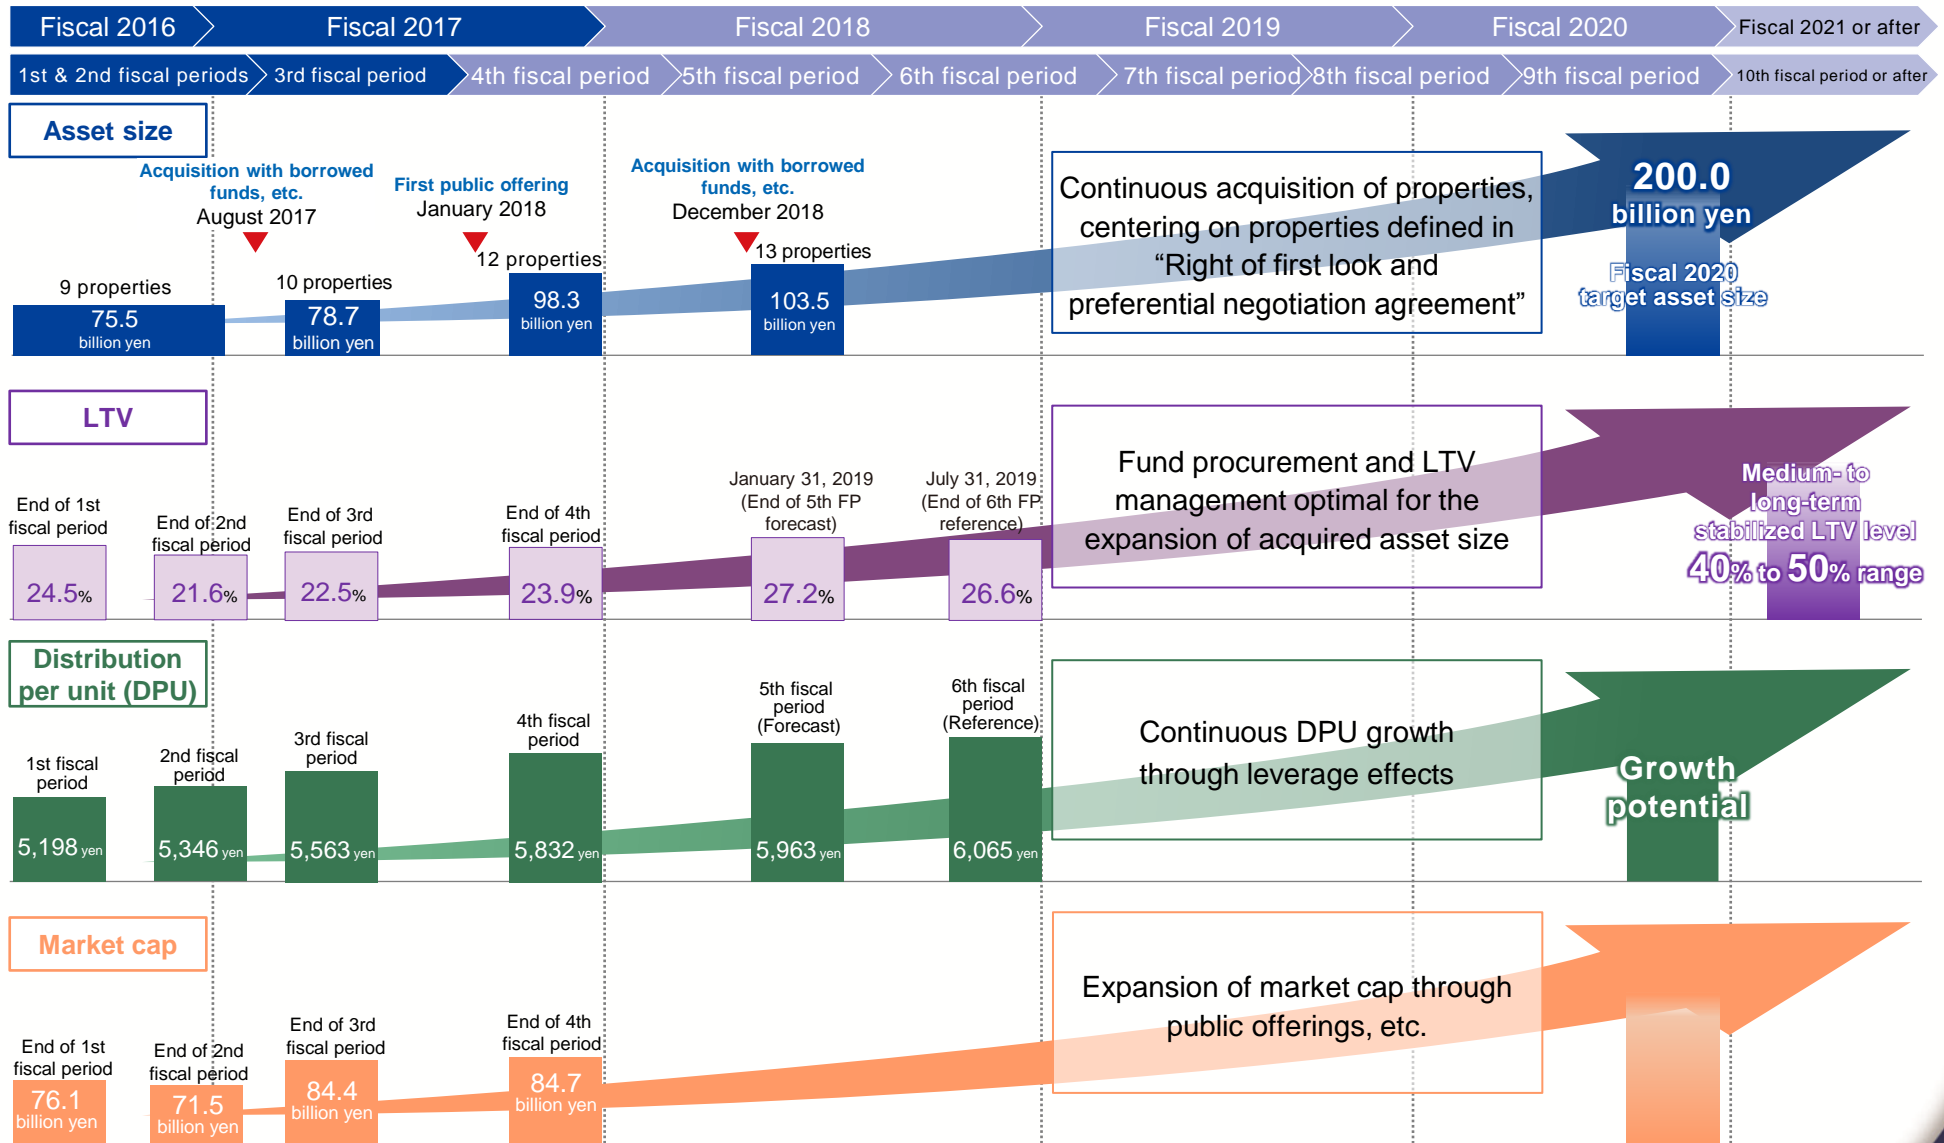 Fiscal 2016
Fiscal 2017
Fiscal 2018
Fiscal 2019
Fiscal 2020
Fiscal 2021 or after
1st & 2nd fiscal periods
3rd fiscal period
4th fiscal period
5th fiscal period
6th fiscal period
7th fiscal period
8th fiscal period
9th fiscal period
10th fiscal period or after
Asset size
Acquisition with borrowed
funds, etc.
August 2017
First public offering
January 2018
Acquisition with borrowed
funds, etc.
December 2018
9 properties
75.5
billion yen
10 properties
78.7
billion yen
12 properties
98.3
billion yen
13 properties
103.5
billion yen
Continuous acquisition of properties,
centering on properties defined in
“Right of first look and
preferential negotiation agreement”
200.0
billion yen
Fiscal 2020
target asset size
LTV
End of 1st
fiscal period
24.5%
End of 2nd
fiscal period
21.6%
End of 3rd
fiscal period
22.5%
End of 4th
fiscal period
23.9%
January 31, 2019
(End of 5th FP
forecast)
27.2%
July 31, 2019
(End of 6th FP
reference)
26.6%
Fund procurement and LTV
management optimal for the
expansion of acquired asset size
Medium- to
long-term
stabilized LTV level
40% to 50% range
Distribution
per unit (DPU)
1st fiscal
period
5,198 yen
2nd fiscal
period
5,346 yen
3rd fiscal
period
5,563 yen
4th fiscal
period
5,832 yen
5th fiscal
period
(Forecast)
5,963 yen
6th fiscal
period
(Reference)
6,065 yen
Continuous DPU growth
through leverage effects
Growth
potential
Market cap
End of 1st
fiscal period
76.1
billion yen
End of 2nd
fiscal period
71.5
billion yen
End of 3rd
fiscal period
84.4
billion yen
End of 4th
fiscal period
84.7
billion yen
Expansion of market cap through
public offerings, etc.